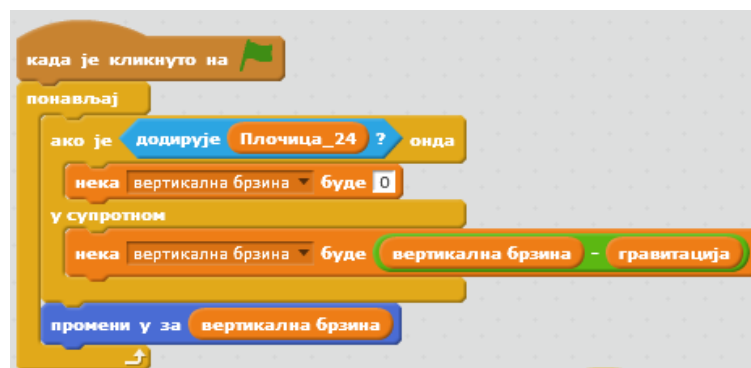 када је кликнуто на
понављај
ако је додирује Плочица_24 ? онда
нека вертикална брзина буде 0
у супротном
нека вертикална брзина буде вертикална брзина - гравитација
промени y за вертикална брзина